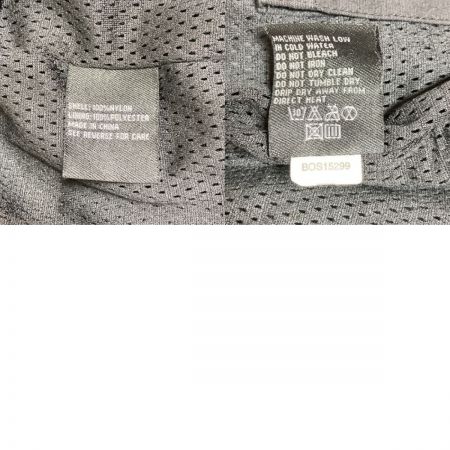 SHELL: 100%NYLON
LINING: 100%POLYESTER
MADE IN CHINA
SEE REVERSE FOR CARE
MACHINE WASH LOW
IN COLD WATER
DO NOT BLEACH
DO NOT IRON
DO NOT DRY CLEAN
DO NOT TUMBLE DRY.
DRIP DRY AWAY FROM
DIRECT HEAT
BOS15299